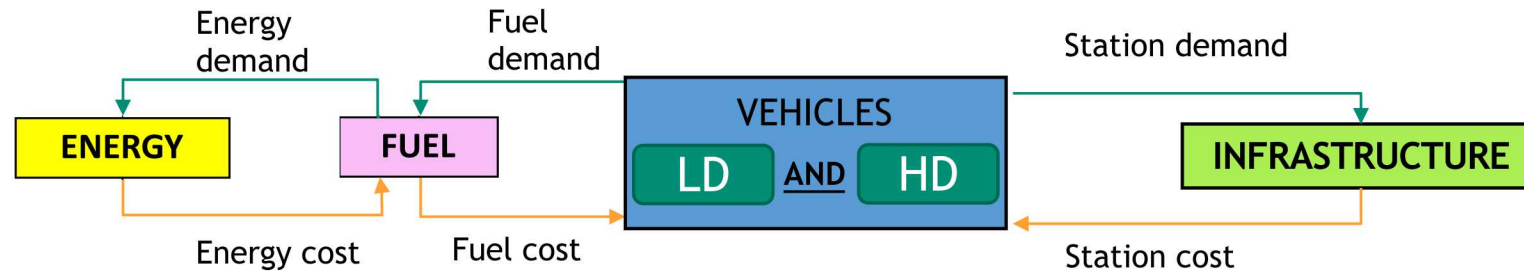 Energy
demand
Fuel
demand
Station demand
ENERGY
FUEL
VEHICLES
LD AND HD
INFRASTRUCTURE
Energy cost
Fuel cost
Station cost